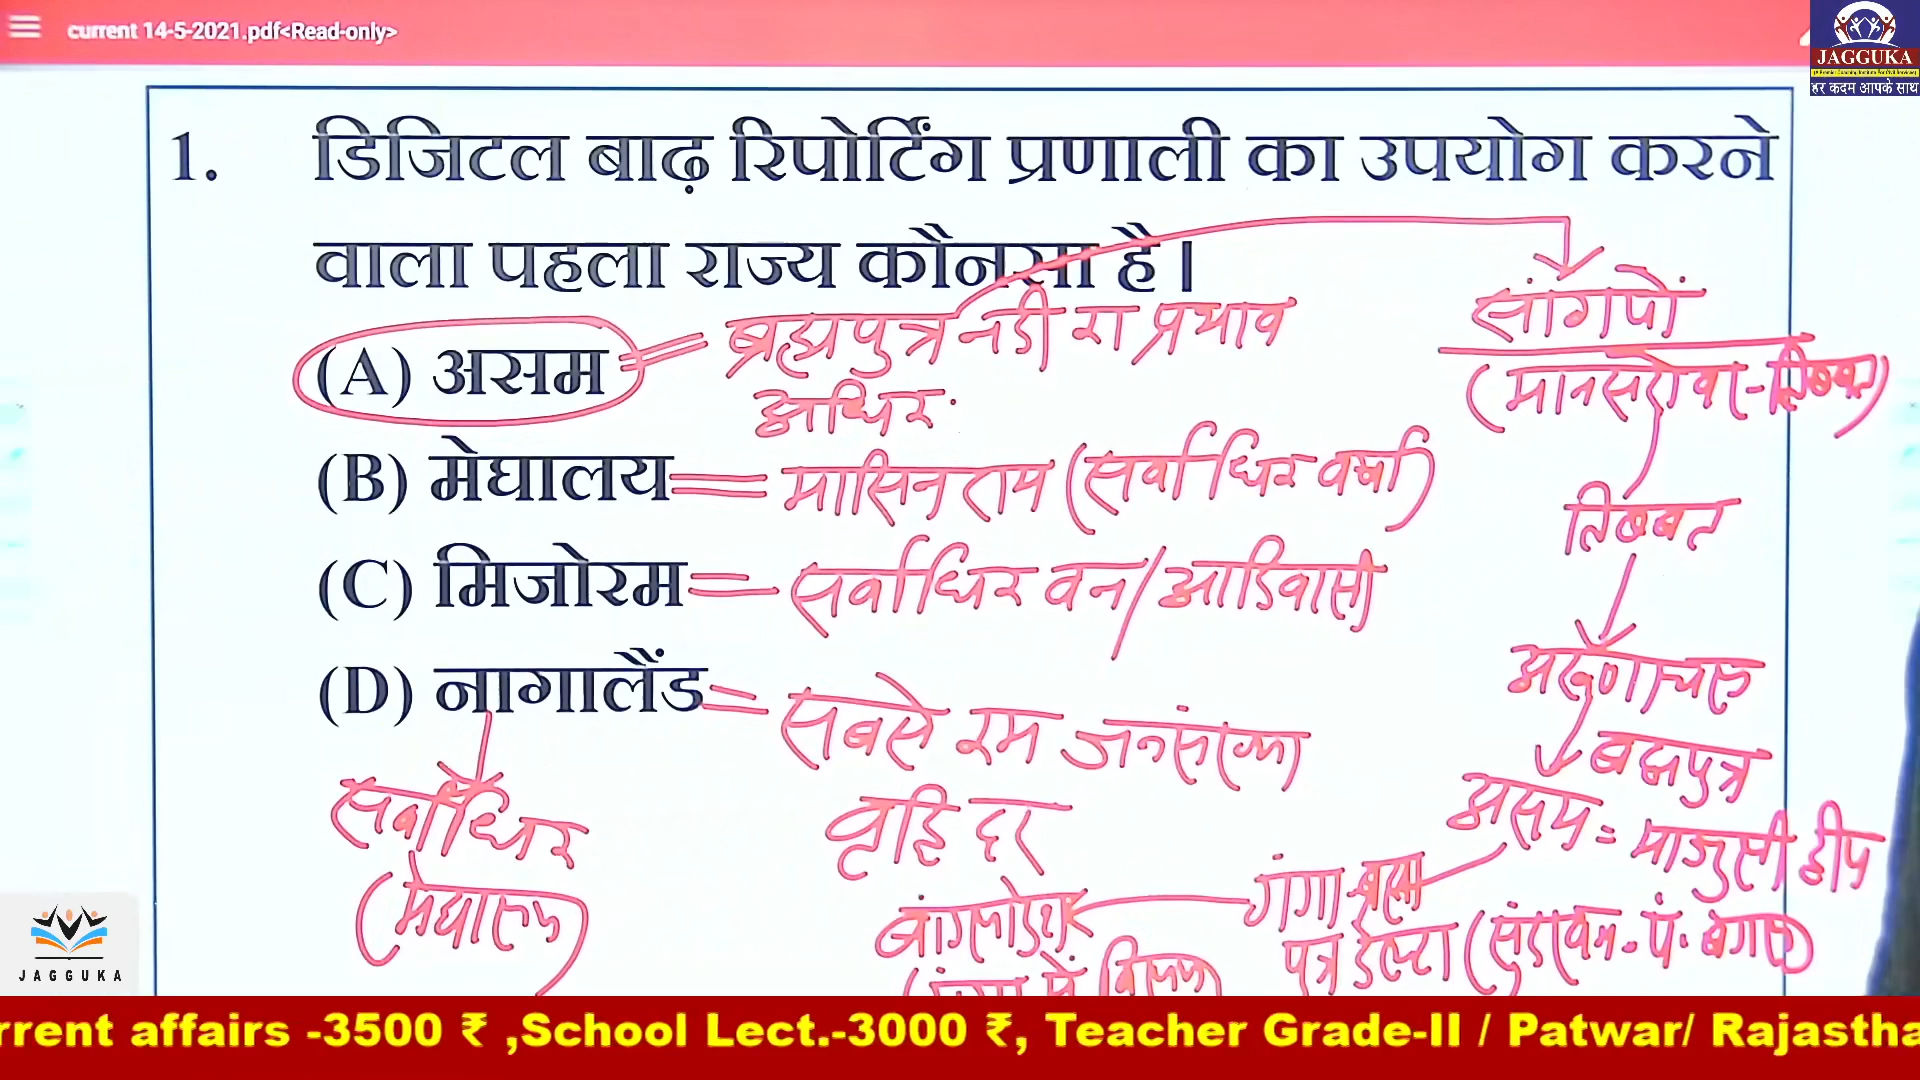 current 14-5-2021.pdf<Read-only>
JAGGUKA
हर कदम आपके साथ
1. डिजिटल बाढ़ रिपोर्टिंग प्रणाली का उपयोग करने
वाला पहला राज्य कौनसा है।
(A) असम = ब्रह्मपुत्र नदी का प्रभाव
अधिक
सांगपों
(मानसरोवर - तिब्बत)
(B) मेघालय = मासिनराम (सर्वाधिक वर्षा)
तिब्बत
(C) मिजोरम = सर्वाधिक वन/आदिवासी
(D) नागालैंड = सबसे कम जनसंख्या
वृद्धि दर
सर्वाधिक
(मेघालय)
अरुणाचल
ब्रह्मपुत्र
असम = माजुली द्वीप
गंगा ब्रह्म
पुत्र डेल्टा (सुंदरवन - पं. बंगाल)
बांग्लादेश
JAGGUKA
rrent affairs -3500 ₹ ,School Lect.-3000 ₹, Teacher Grade-II / Patwar/ Rajastha